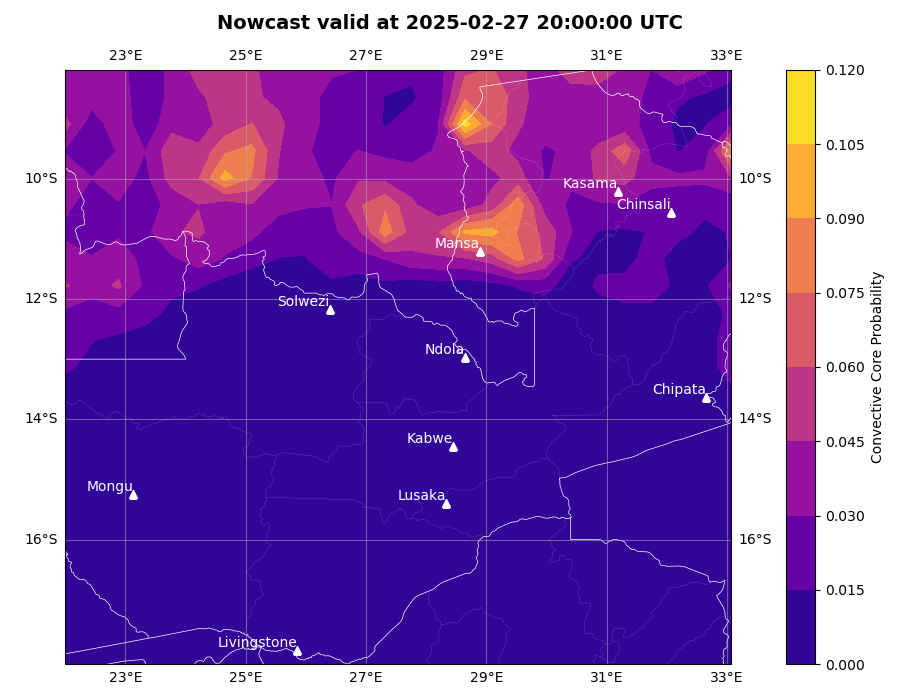 Nowcast valid at 2025-02-27 20:00:00 UTC
23°E 25°E 27°E 29°E 31°E 33°E
0.120
0.105
10°S Kasama 10°S
Chinsali
0.090
Mansa
0.075
12°S Solwezi 12°S
Ndola
0.060
Chipata
14°S 14°S
Kabwe
0.045
Mongu
Lusaka
0.030
16°S 16°S
0.015
Livingstone
0.000
23°E 25°E 27°E 29°E 31°E 33°E
Convective Core Probability